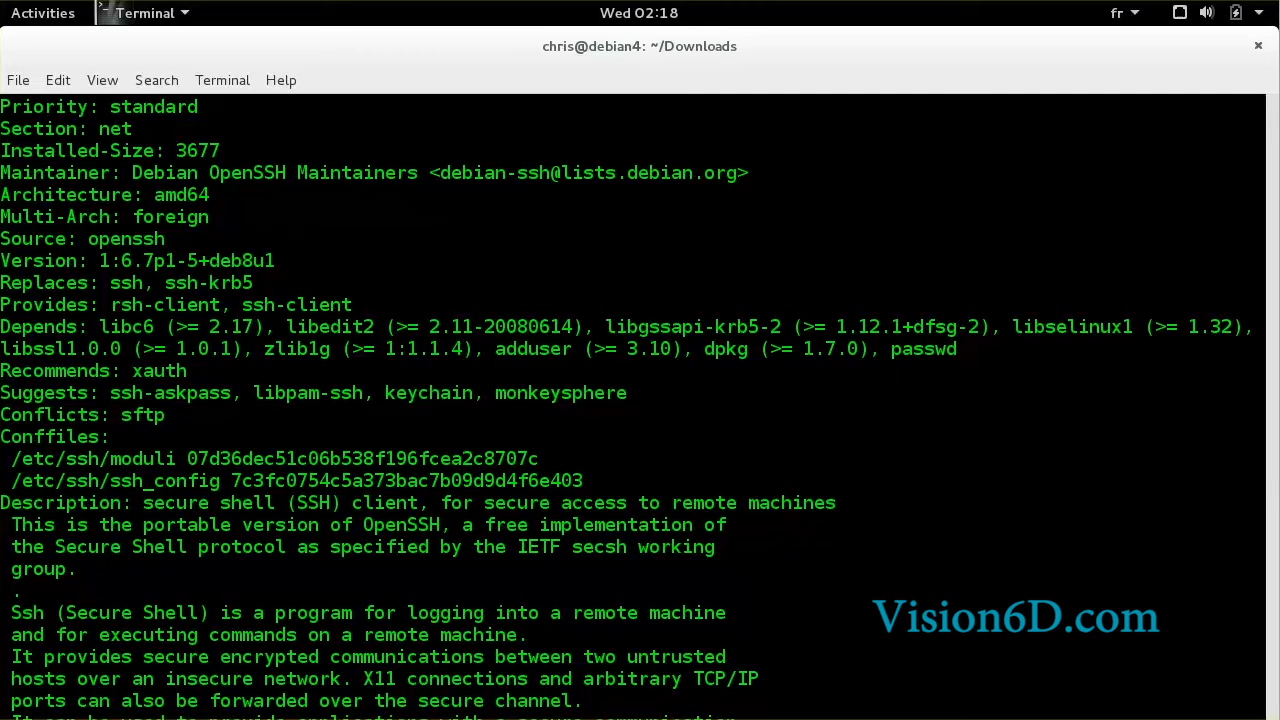 Activities Terminal Wed 02:18 fr
chris@debian4: ~/Downloads ×
File Edit View Search Terminal Help
Priority: standard
Section: net
Installed-Size: 3677
Maintainer: Debian OpenSSH Maintainers <debian-ssh@lists.debian.org>
Architecture: amd64
Multi-Arch: foreign
Source: openssh
Version: 1:6.7p1-5+deb8u1
Replaces: ssh, ssh-krb5
Provides: rsh-client, ssh-client
Depends: libc6 (>= 2.17), libedit2 (>= 2.11-20080614), libgssapi-krb5-2 (>= 1.12.1+dfsg-2), libselinux1 (>= 1.32),
libssl1.0.0 (>= 1.0.1), zlib1g (>= 1:1.1.4), adduser (>= 3.10), dpkg (>= 1.7.0), passwd
Recommends: xauth
Suggests: ssh-askpass, libpam-ssh, keychain, monkeysphere
Conflicts: sftp
Conffiles:
 /etc/ssh/moduli 07d36dec51c06b538f196fcea2c8707c
 /etc/ssh/ssh_config 7c3fc0754c5a373bac7b09d9d4f6e403
Description: secure shell (SSH) client, for secure access to remote machines
 This is the portable version of OpenSSH, a free implementation of
 the Secure Shell protocol as specified by the IETF secsh working
 group.
 .
 Ssh (Secure Shell) is a program for logging into a remote machine
 and for executing commands on a remote machine.
 It provides secure encrypted communications between two untrusted
 hosts over an insecure network. X11 connections and arbitrary TCP/IP
 ports can also be forwarded over the secure channel.
 It can be used to provide applications with a secure communication
Vision6D.com